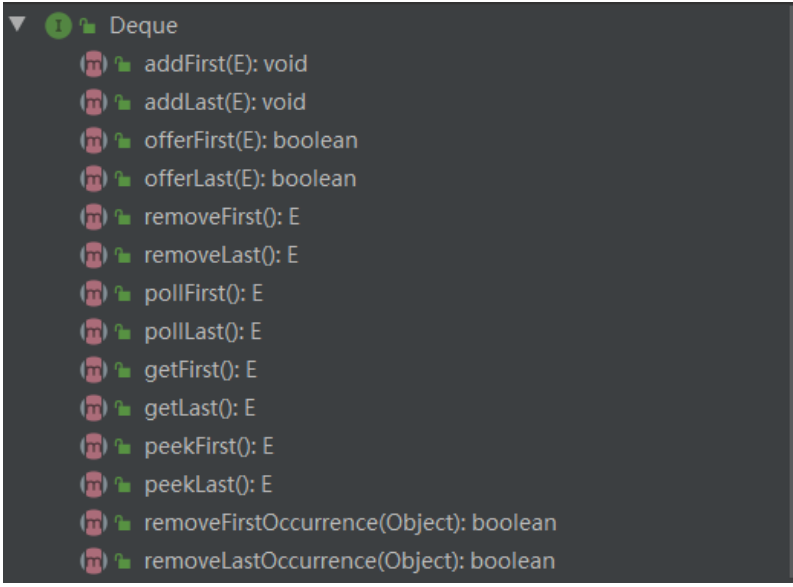 I Deque
m addFirst(E): void
m addLast(E): void
m offerFirst(E): boolean
m offerLast(E): boolean
m removeFirst(): E
m removeLast(): E
m pollFirst(): E
m pollLast(): E
m getFirst(): E
m getLast(): E
m peekFirst(): E
m peekLast(): E
m removeFirstOccurrence(Object): boolean
m removeLastOccurrence(Object): boolean